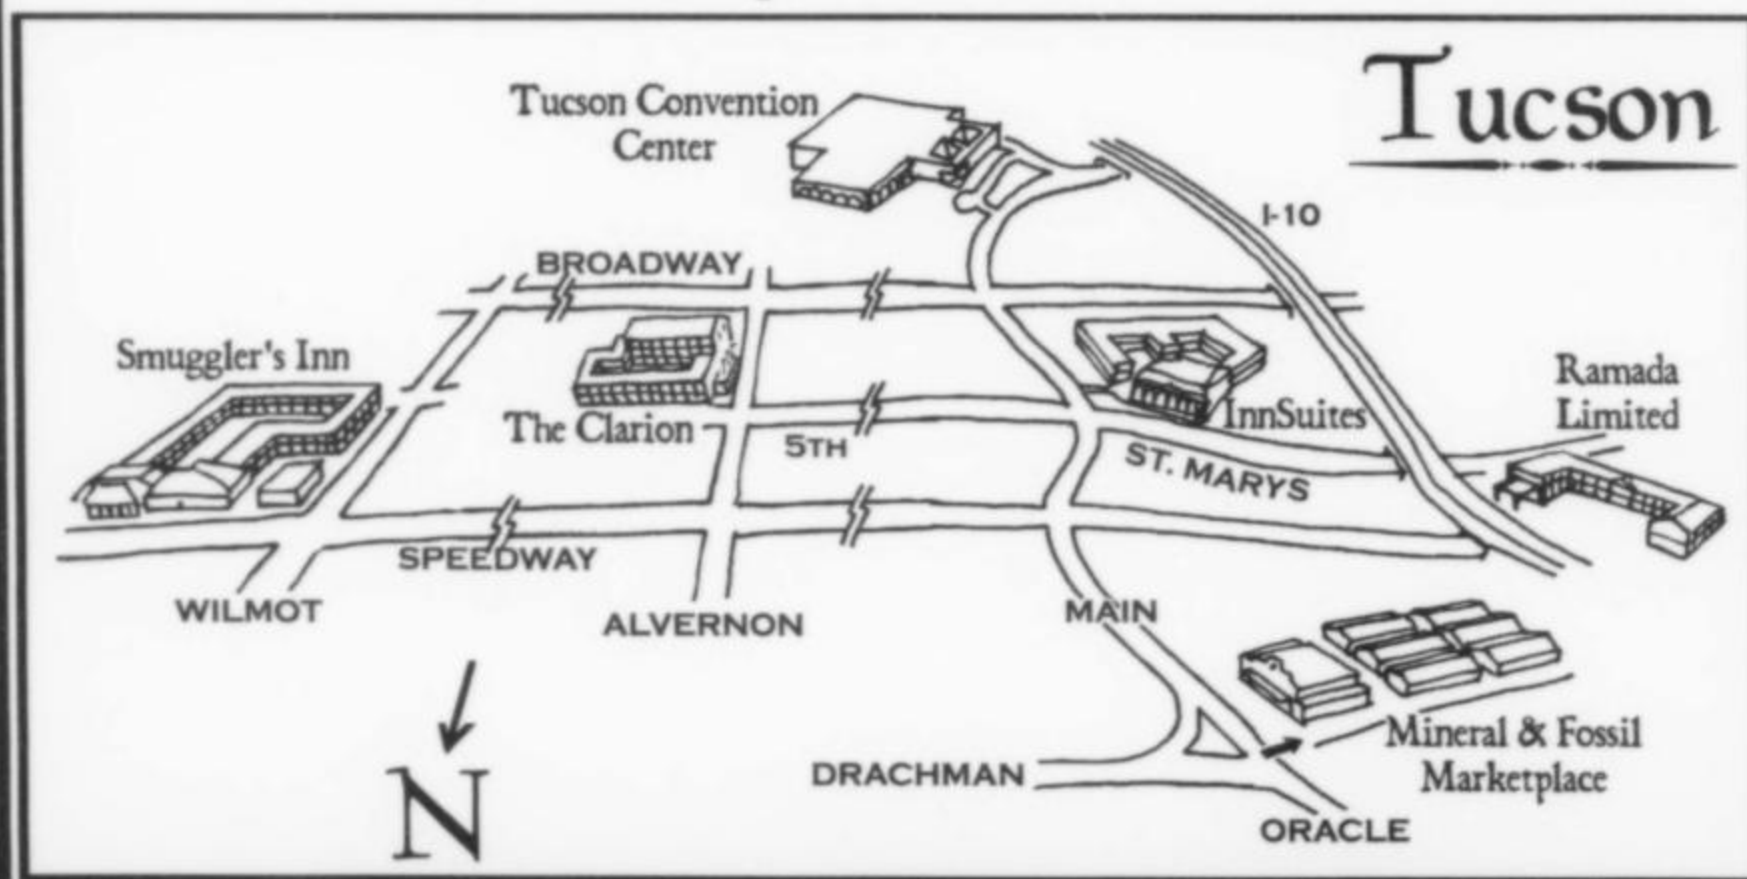 Tucson
Tucson Convention
Center
I-10
BROADWAY
Smuggler's Inn
Ramada
Limited
The Clarion
InnSuites
5TH
ST. MARYS
SPEEDWAY
WILMOT
ALVERNON
MAIN
Mineral & Fossil
Marketplace
DRACHMAN
ORACLE
N